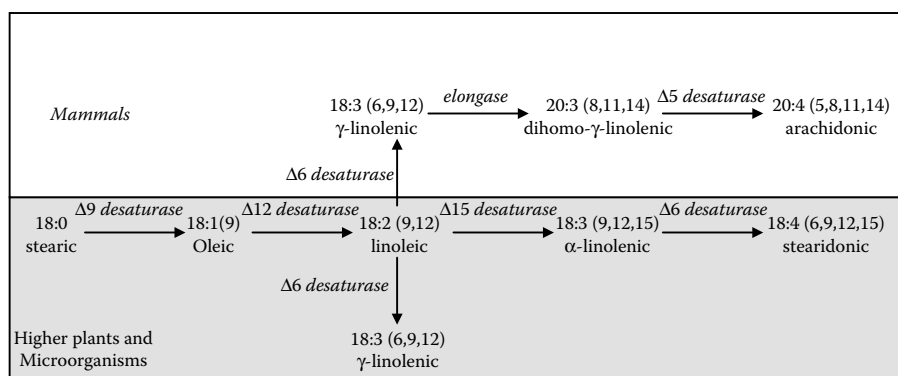 18:3 (6,9,12) elongase 20:3 (8,11,14) Δ5 desaturase 20:4 (5,8,11,14)
Mammals
γ-linolenic dihomo-γ-linolenic arachidonic
Δ6 desaturase
Δ9 desaturase Δ12 desaturase Δ15 desaturase Δ6 desaturase
18:0 18:1(9) 18:2 (9,12) 18:3 (9,12,15) 18:4 (6,9,12,15)
stearic Oleic linoleic α-linolenic stearidonic
Δ6 desaturase
Higher plants and 18:3 (6,9,12)
Microorganisms γ-linolenic